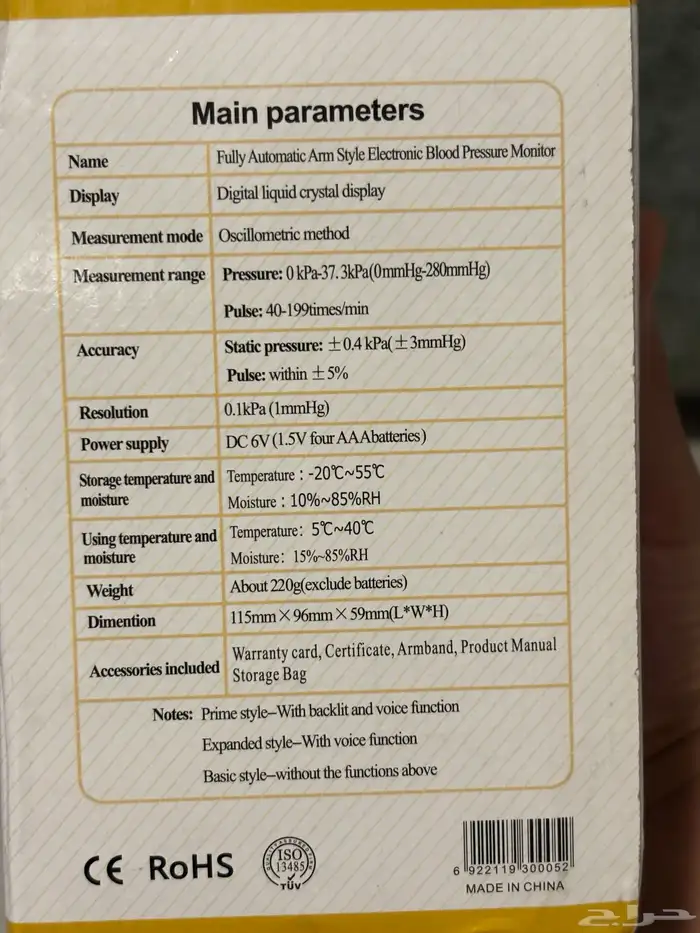 Main parameters
Name Fully Automatic Arm Style Electronic Blood Pressure Monitor
Display Digital liquid crystal display
Measurement mode Oscillometric method
Measurement range Pressure: 0 kPa-37.3kPa(0mmHg-280mmHg)
Pulse: 40-199times/min
Accuracy Static pressure: ±0.4 kPa(±3mmHg)
Pulse: within ±5%
Resolution 0.1kPa (1mmHg)
Power supply DC 6V (1.5V four AAAbatteries)
Storage temperature and Temperature : -20℃~55℃
moisture Moisture : 10%~85%RH
Using temperature and Temperature: 5℃~40℃
moisture Moisture: 15%~85%RH
Weight About 220g(exclude batteries)
Dimention 115mm×96mm×59mm(L*W*H)
Accessories included Warranty card, Certificate, Armband, Product Manual
Storage Bag
Notes: Prime style–With backlit and voice function
Expanded style–With voice function
Basic style–without the functions above
CE RoHS
ISO
13485
TÜV
6 922119 300052
MADE IN CHINA
حراج